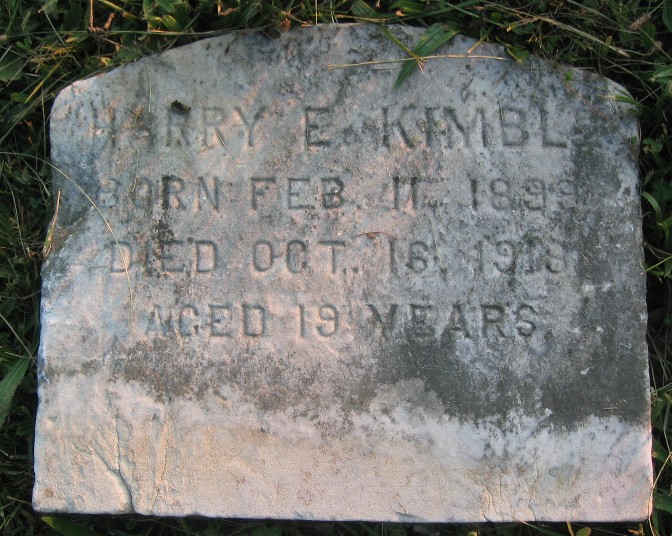 HARRY E. KIMBL
BORN FEB. 11, 1899
DIED OCT. 16, 1918
AGED 19 YEARS